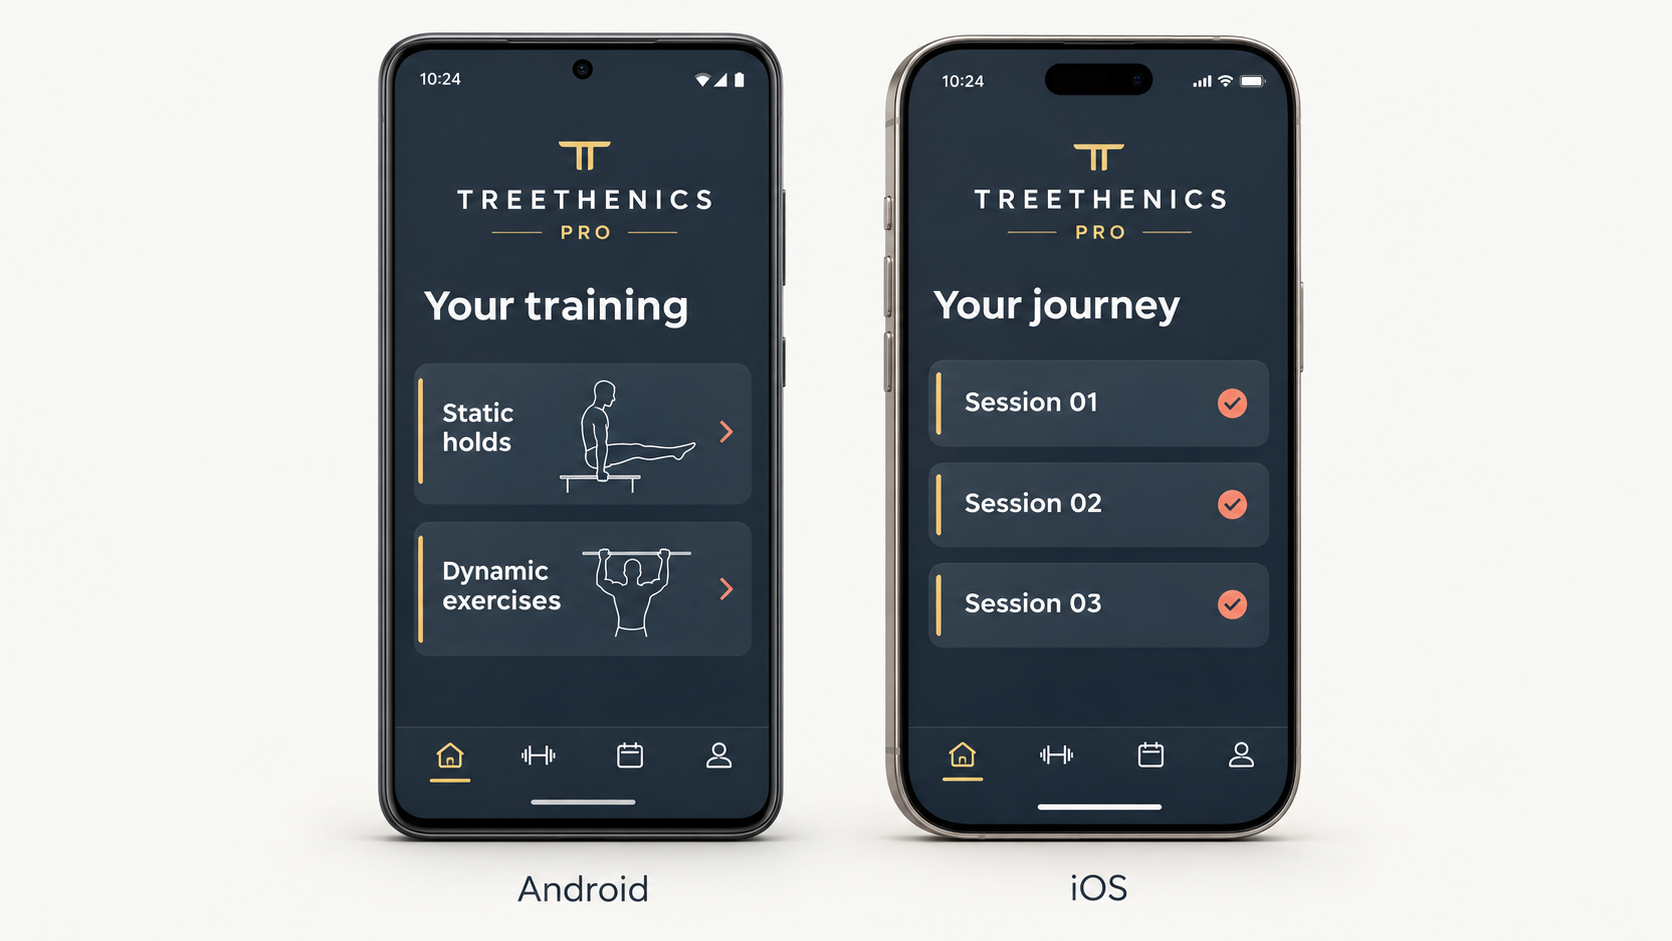 10:24
TREETHENICS
PRO
Your training
Static
holds
Dynamic
exercises
Android
10:24
TREETHENICS
PRO
Your journey
Session 01
Session 02
Session 03
iOS